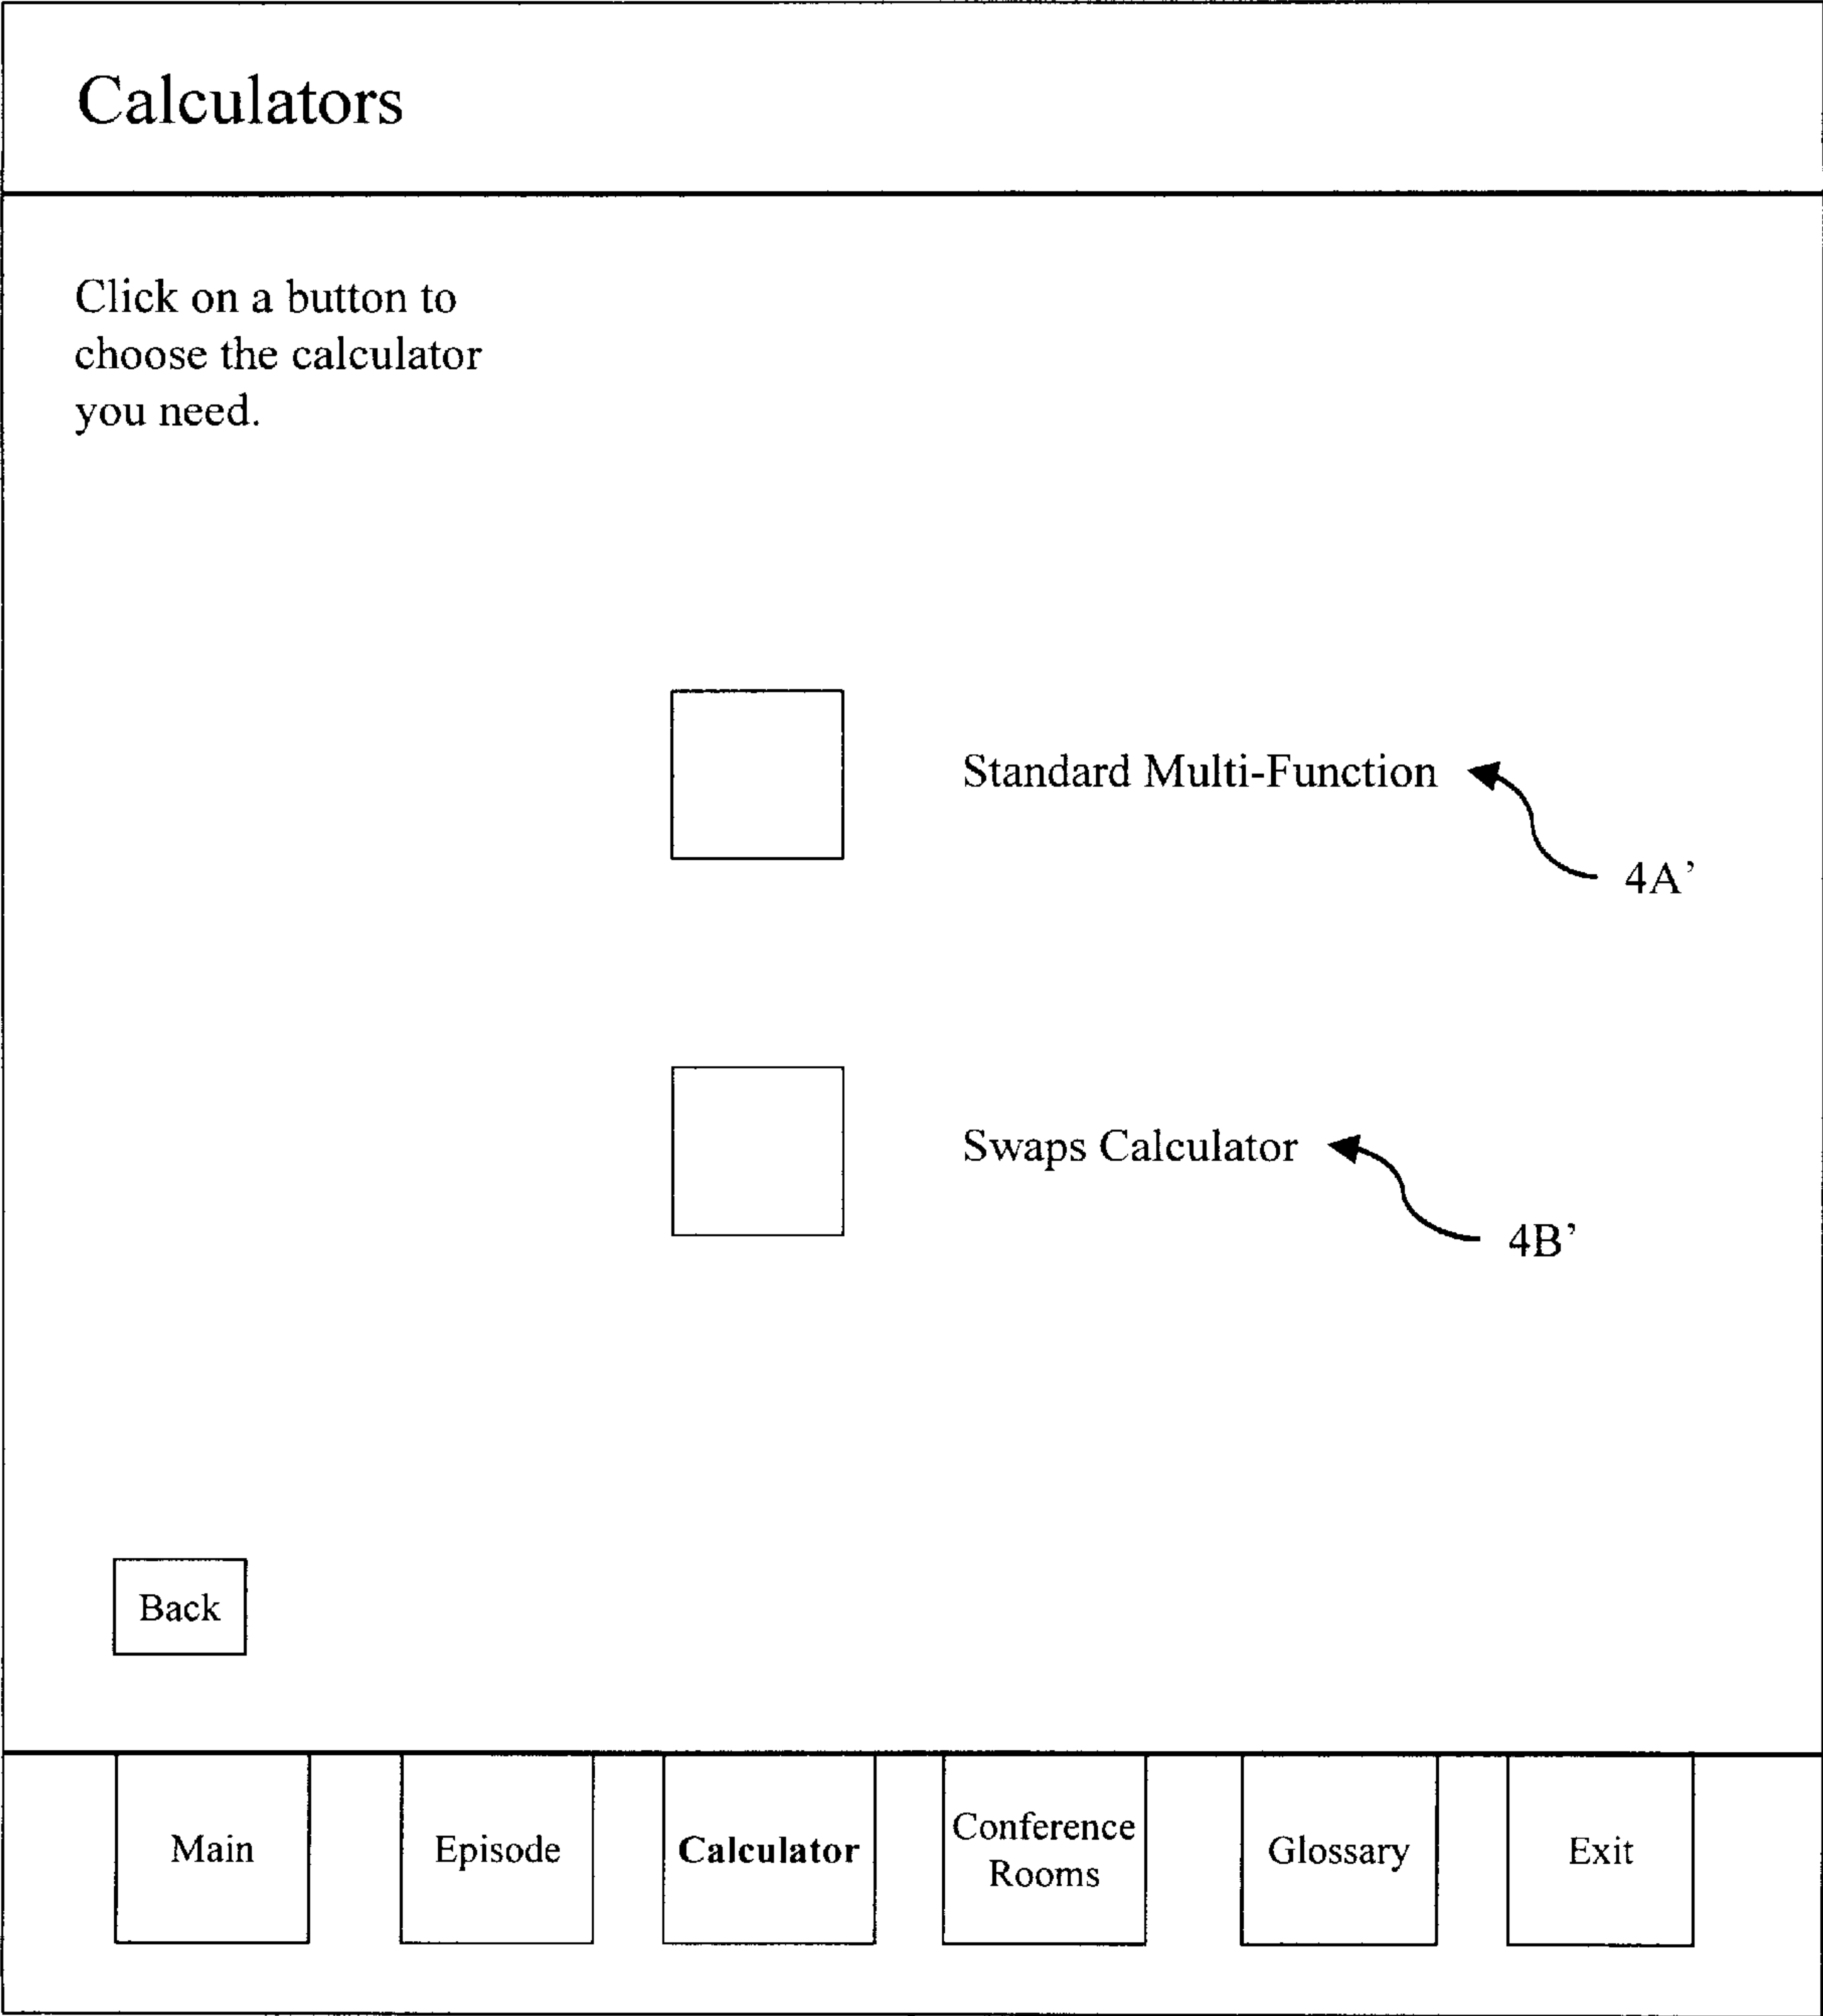 Calculators
Click on a button to
choose the calculator
you need.
Standard Multi-Function
4A’
Swaps Calculator
4B’
Back
Main
Episode
Calculator
Conference
Rooms
Glossary
Exit